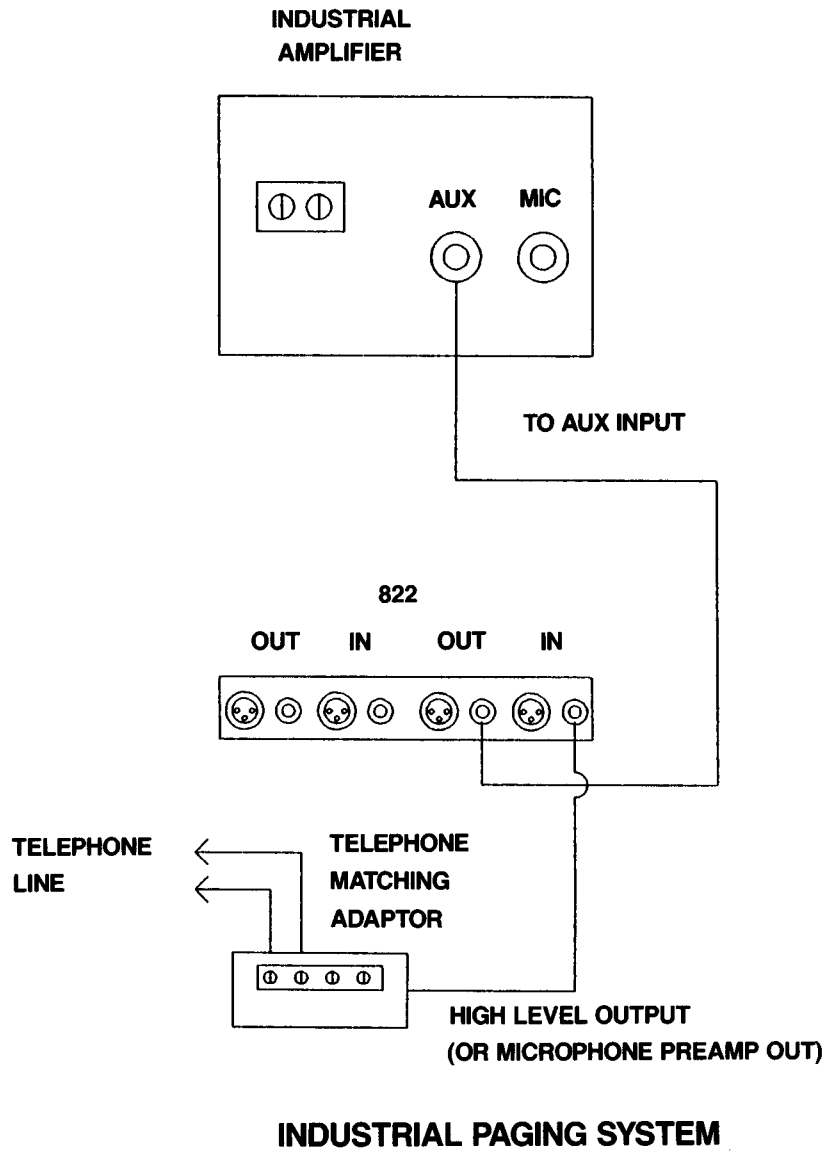 INDUSTRIAL
AMPLIFIER
AUX MIC
TO AUX INPUT
822
OUT IN OUT IN
TELEPHONE
LINE
TELEPHONE
MATCHING
ADAPTOR
HIGH LEVEL OUTPUT
(OR MICROPHONE PREAMP OUT)
INDUSTRIAL PAGING SYSTEM